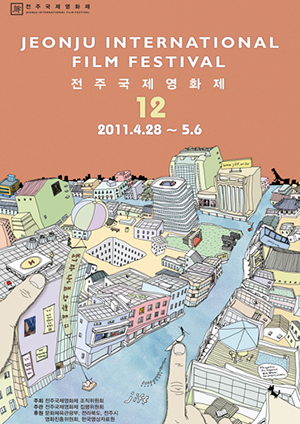 전주국제영화제
JEONJU INTERNATIONAL FILM FESTIVAL
JEONJU INTERNATIONAL
FILM FESTIVAL
전주국제영화제
12
2011.4.28 ~ 5.6
jiff
주최 전주국제영화제 조직위원회
주관 전주국제영화제 집행위원회
후원 문화체육관광부, 전라북도, 전주시
영화진흥위원회, 한국영상자료원